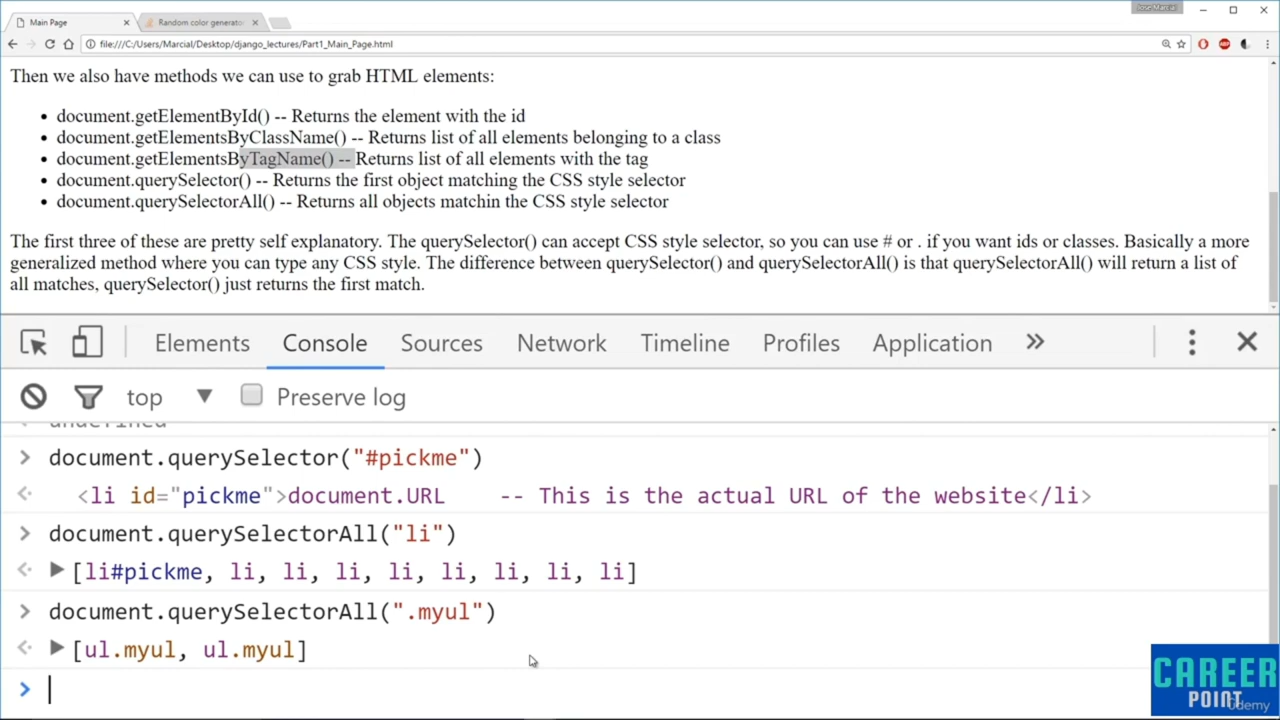 Jose Marcial
Main Page
Random color generato
file:///C:/Users/Marcial/Desktop/django_lectures/Part1_Main_Page.html
Then we also have methods we can use to grab HTML elements:
• document.getElementById() -- Returns the element with the id
• document.getElementsByClassName() -- Returns list of all elements belonging to a class
• document.getElementsByTagName() -- Returns list of all elements with the tag
• document.querySelector() -- Returns the first object matching the CSS style selector
• document.querySelectorAll() -- Returns all objects matchin the CSS style selector
The first three of these are pretty self explanatory. The querySelector() can accept CSS style selector, so you can use # or . if you want ids or classes. Basically a more
generalized method where you can type any CSS style. The difference between querySelector() and querySelectorAll() is that querySelectorAll() will return a list of
all matches, querySelector() just returns the first match.
Elements Console Sources Network Timeline Profiles Application »
top Preserve log
undefined
> document.querySelector("#pickme")
<li id="pickme">document.URL -- This is the actual URL of the website</li>
> document.querySelectorAll("li")
[li#pickme, li, li, li, li, li, li, li, li]
> document.querySelectorAll(".myul")
[ul.myul, ul.myul]
>
CAREER
POINT
Udemy